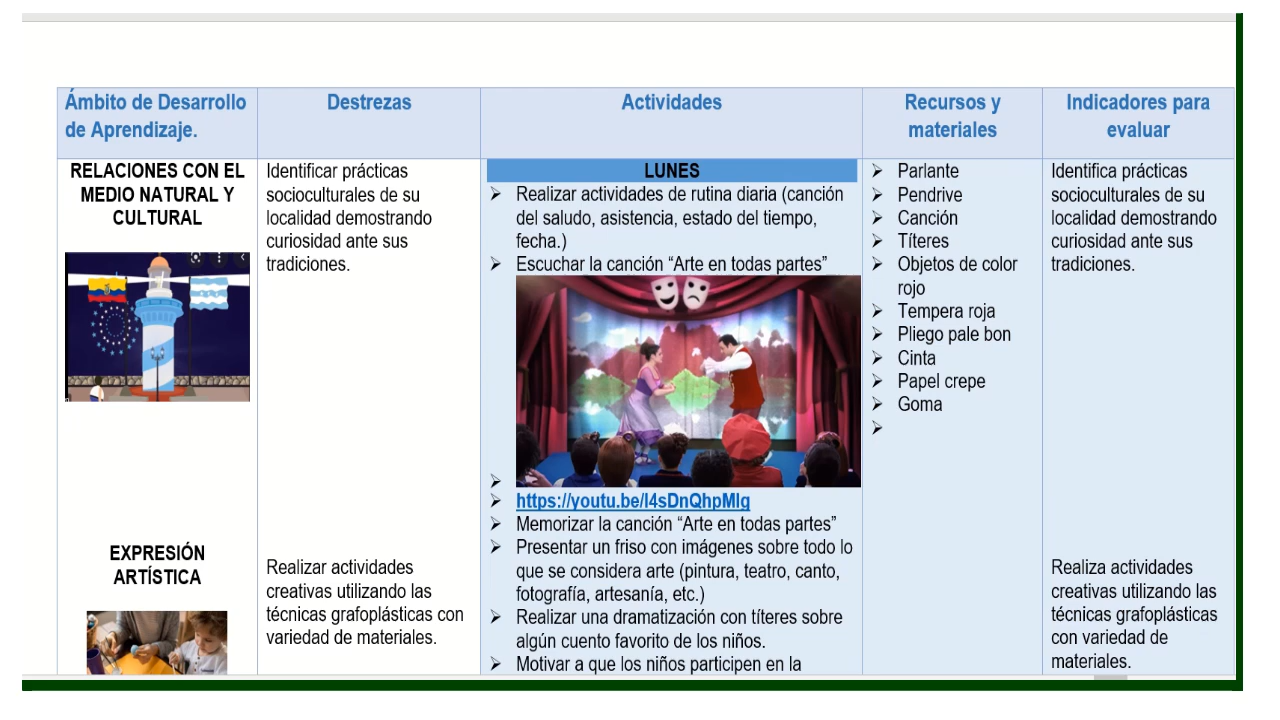 Ámbito de Desarrollo
de Aprendizaje.
Destrezas
Actividades
Recursos y
materiales
Indicadores para
evaluar
RELACIONES CON EL
MEDIO NATURAL Y
CULTURAL
Identificar prácticas
socioculturales de su
localidad demostrando
curiosidad ante sus
tradiciones.
LUNES
➢ Realizar actividades de rutina diaria (canción
del saludo, asistencia, estado del tiempo,
fecha.)
➢ Escuchar la canción “Arte en todas partes”
➢
➢ https://youtu.be/I4sDnQhpMIg
➢ Memorizar la canción “Arte en todas partes”
➢ Presentar un friso con imágenes sobre todo lo
que se considera arte (pintura, teatro, canto,
fotografía, artesanía, etc.)
➢ Realizar una dramatización con títeres sobre
algún cuento favorito de los niños.
➢ Motivar a que los niños participen en la
➢ Parlante
➢ Pendrive
➢ Canción
➢ Títeres
➢ Objetos de color
rojo
➢ Tempera roja
➢ Pliego pale bon
➢ Cinta
➢ Papel crepe
➢ Goma
➢
Identifica prácticas
socioculturales de su
localidad demostrando
curiosidad ante sus
tradiciones.
EXPRESIÓN
ARTÍSTICA
Realizar actividades
creativas utilizando las
técnicas grafoplásticas con
variedad de materiales.
Realiza actividades
creativas utilizando las
técnicas grafoplásticas
con variedad de
materiales.